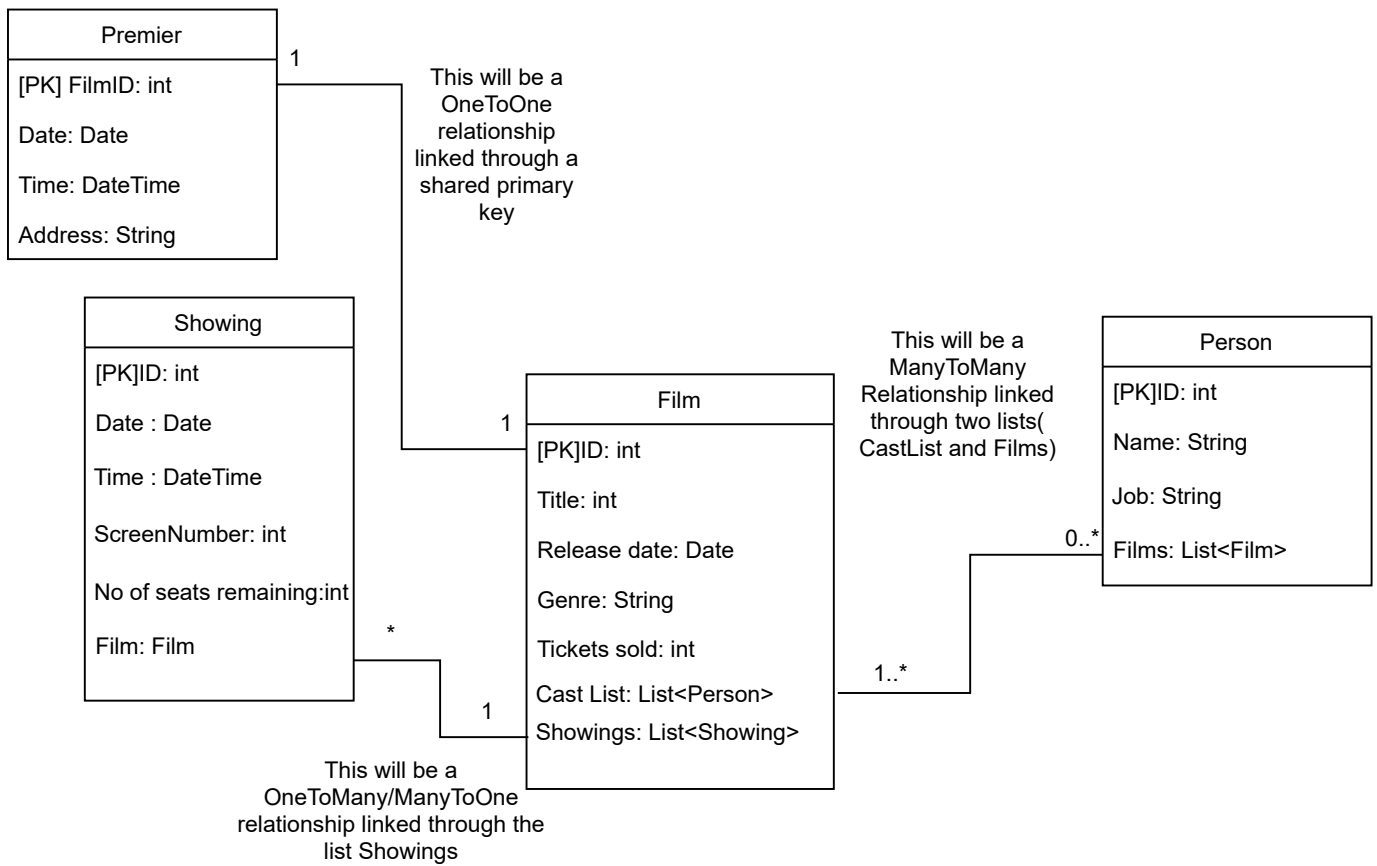 Premier
[PK] FilmID: int
Date: Date
Time: DateTime
Address: String
1
This will be a
OneToOne
relationship
linked through a
shared primary
key
Showing
[PK]ID: int
Date : Date
Time : DateTime
ScreenNumber: int
No of seats remaining:int
Film: Film
*
1
This will be a
OneToMany/ManyToOne
relationship linked through the
list Showings
1
Film
[PK]ID: int
Title: int
Release date: Date
Genre: String
Tickets sold: int
Cast List: List<Person>
Showings: List<Showing>
This will be a
ManyToMany
Relationship linked
through two lists(
CastList and Films)
1..*
0..*
Person
[PK]ID: int
Name: String
Job: String
Films: List<Film>